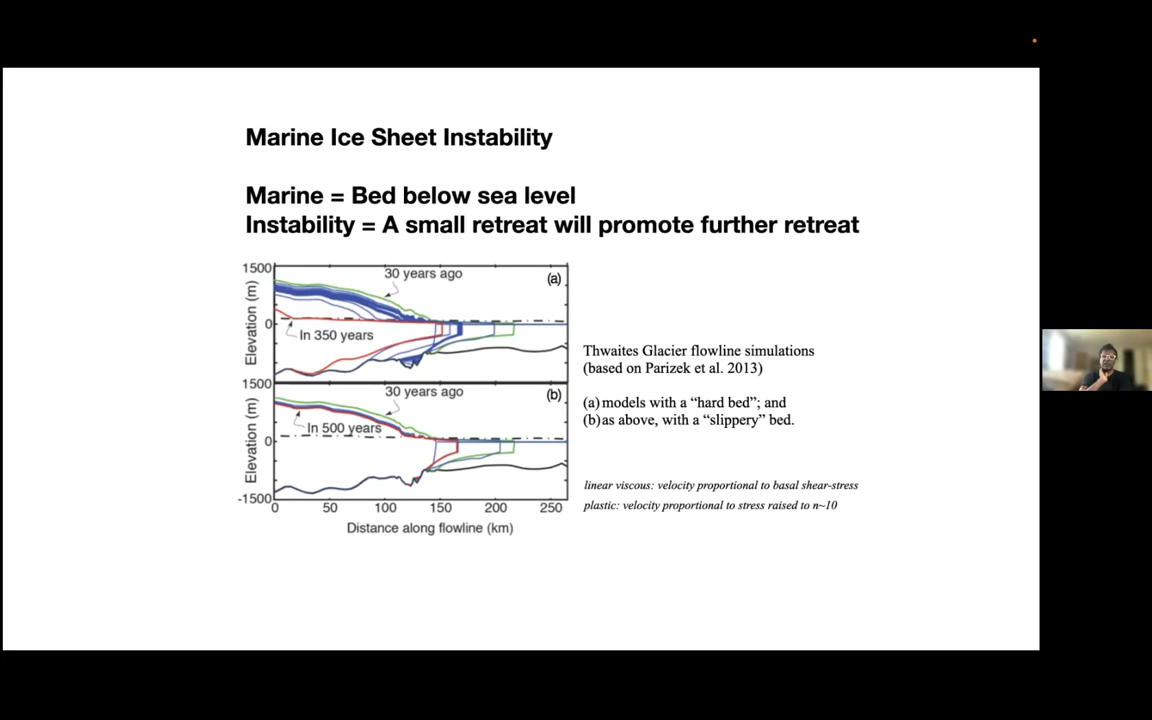 Marine Ice Sheet Instability
Marine = Bed below sea level
Instability = A small retreat will promote further retreat
1500
30 years ago
(a)
Elevation (m)
0
In 350 years
1500
30 years ago
(b)
Elevation (m)
In 500 years
0
-1500
0 50 100 150 200 250
Distance along flowline (km)
Thwaites Glacier flowline simulations
(based on Parizek et al. 2013)
(a) models with a “hard bed”; and
(b) as above, with a “slippery” bed.
linear viscous: velocity proportional to basal shear-stress
plastic: velocity proportional to stress raised to n~10